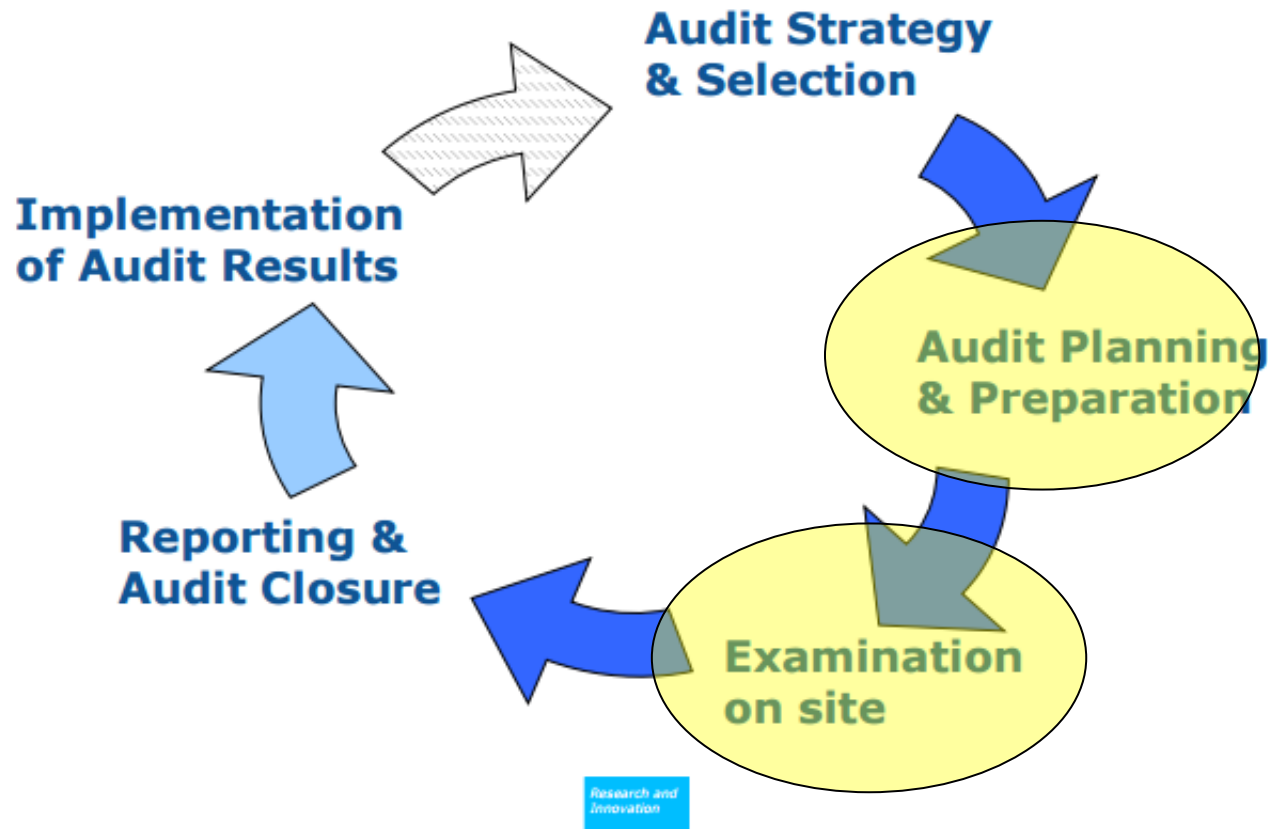 Audit Strategy
& Selection
Audit Planning
& Preparation
Examination
on site
Reporting &
Audit Closure
Implementation
of Audit Results
Research and
Innovation